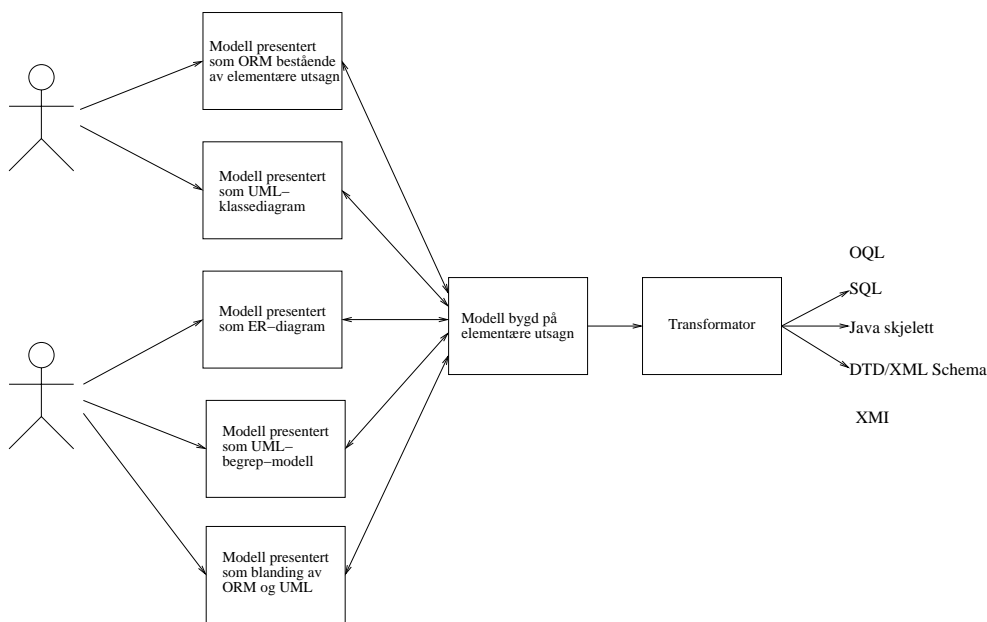 Modell presentert
som ORM bestående
av elementære utsagn
Modell presentert
som UML−
klassediagram
Modell presentert
som ER−diagram
Modell presentert
som UML−
begrep−modell
Modell presentert
som blanding av
ORM og UML
Modell bygd på
elementære utsagn
Transformator
OQL
SQL
Java skjelett
DTD/XML Schema
XMI